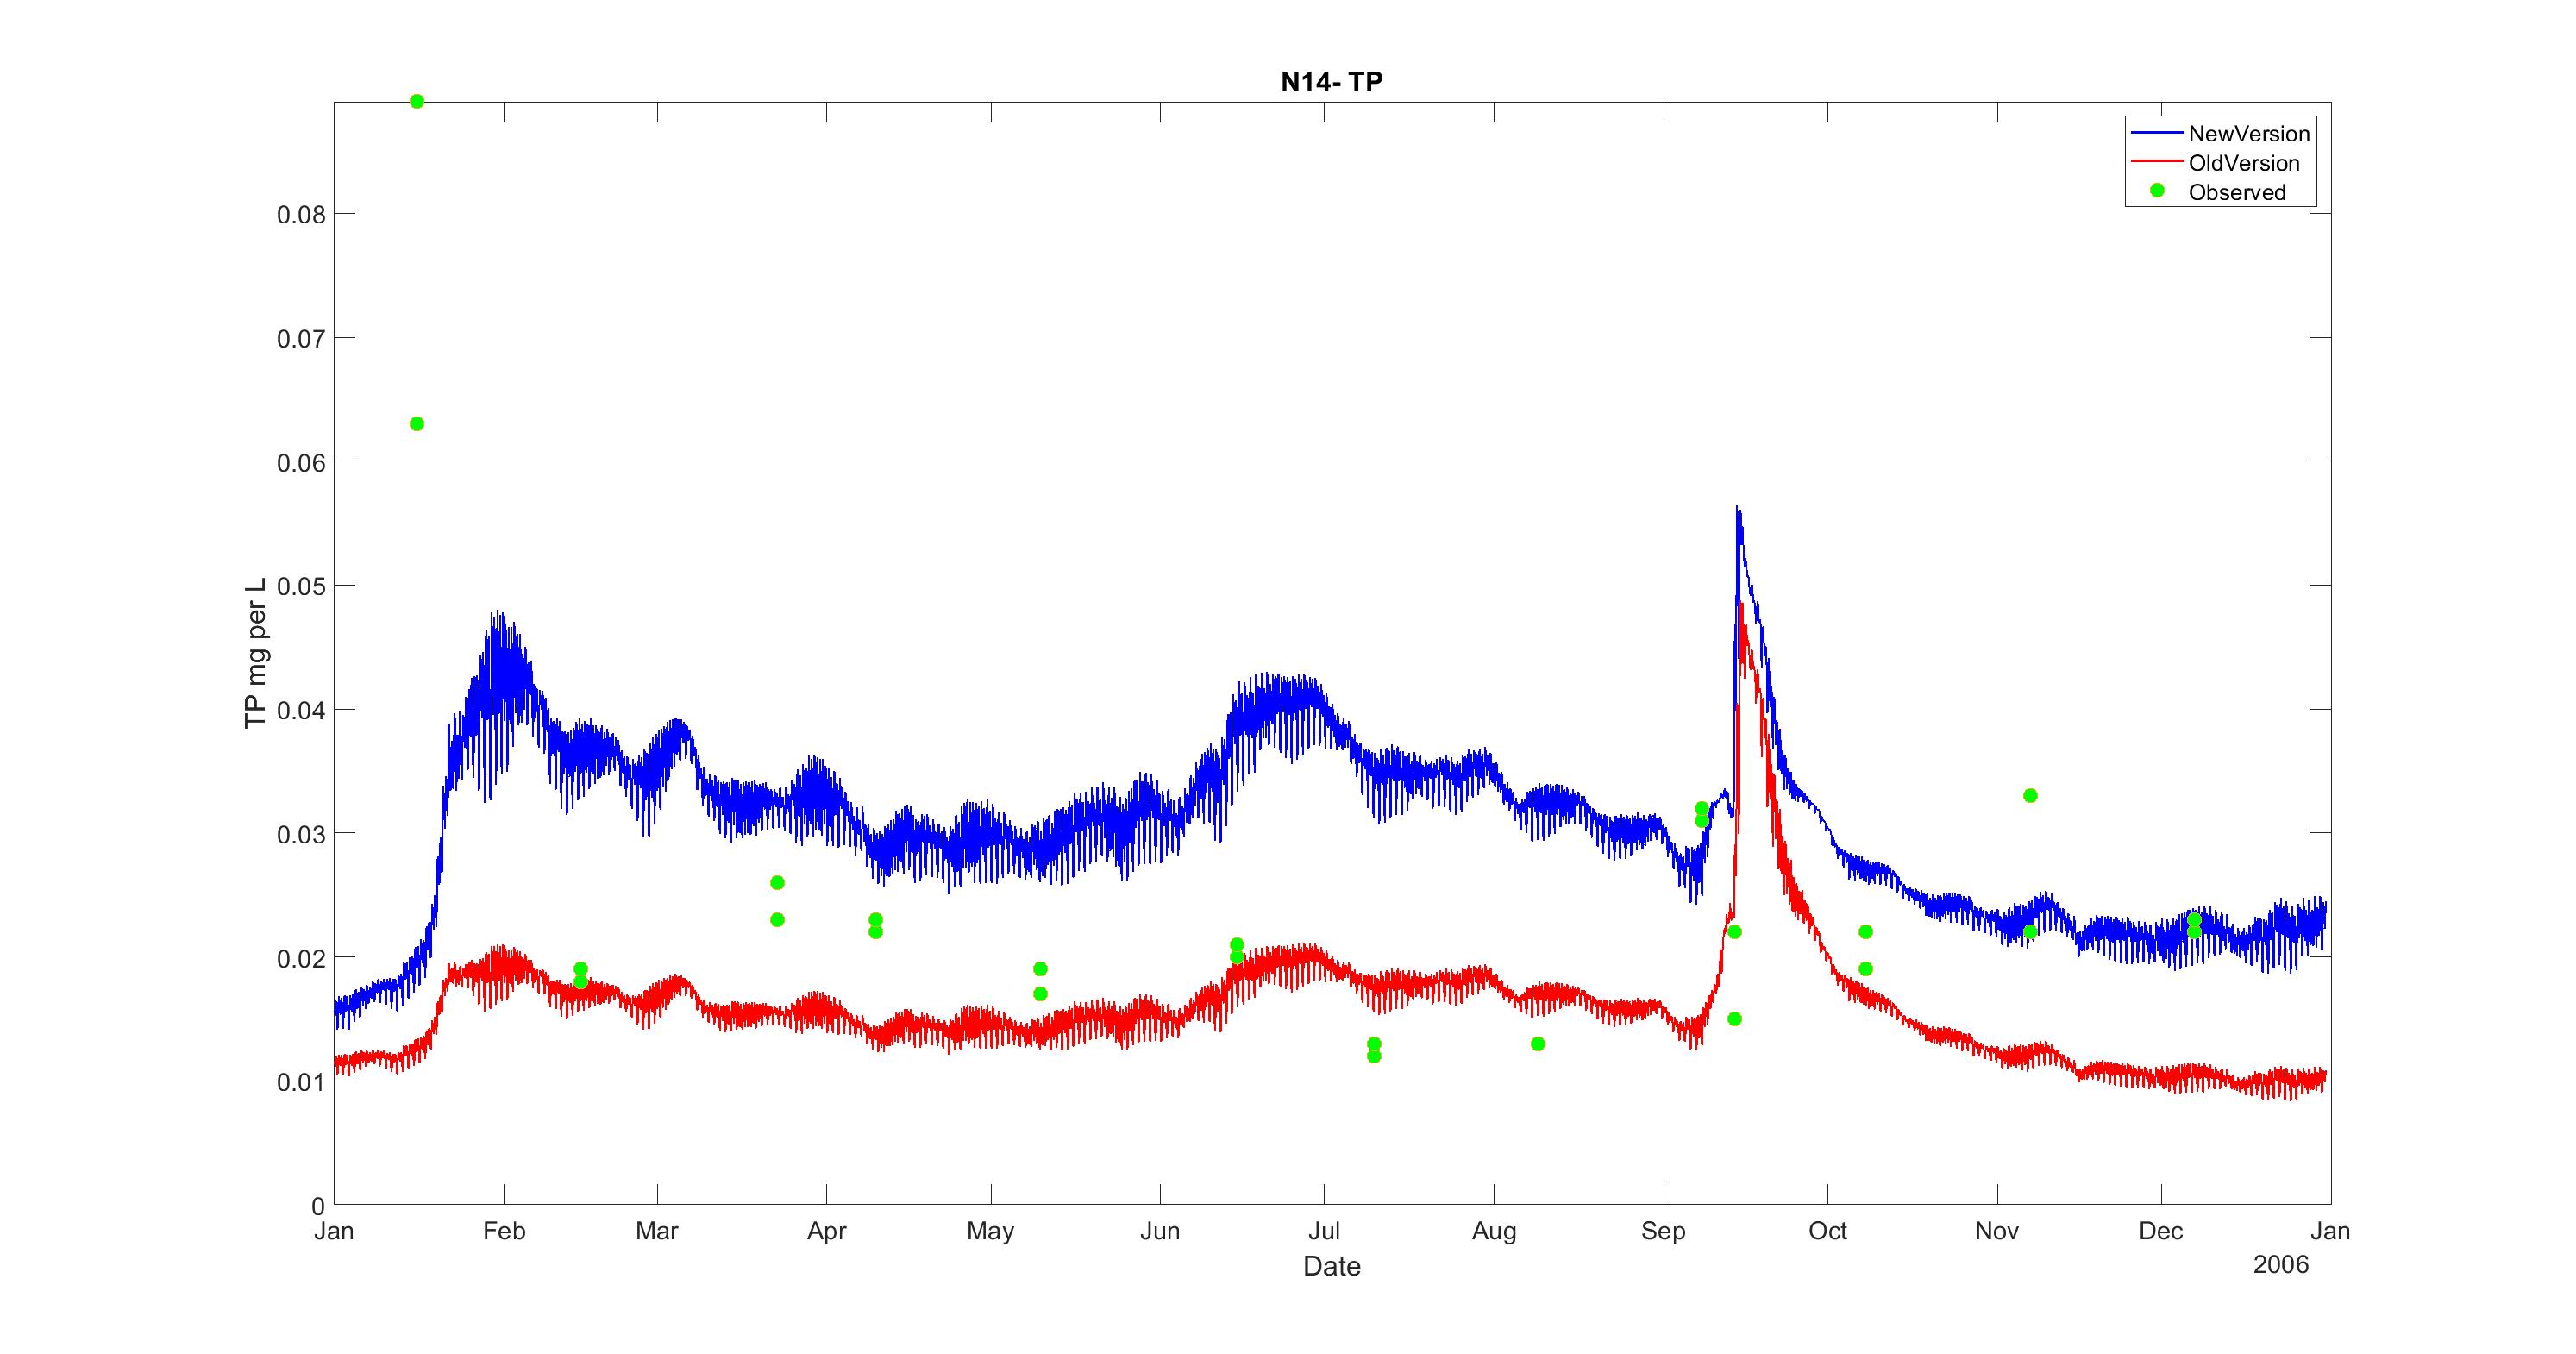 N14- TP
NewVersion
OldVersion
Observed
0.08
0.07
0.06
0.05
0.04
0.03
0.02
0.01
0
TP mg per L
Jan Feb Mar Apr May Jun Jul Aug Sep Oct Nov Dec Jan
Date
2006